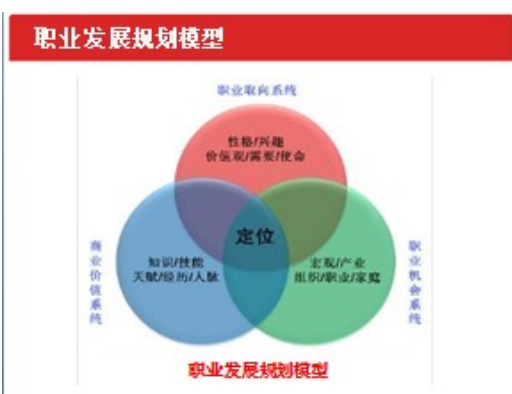 职业发展规划模型
职业取向系统
性格/兴趣
价值观/需要/使命
定位
商业价值系统
知识/技能
天赋/经历/人脉
宏观/产业
组织/职业/家庭
职业机会系统
职业发展规划模型